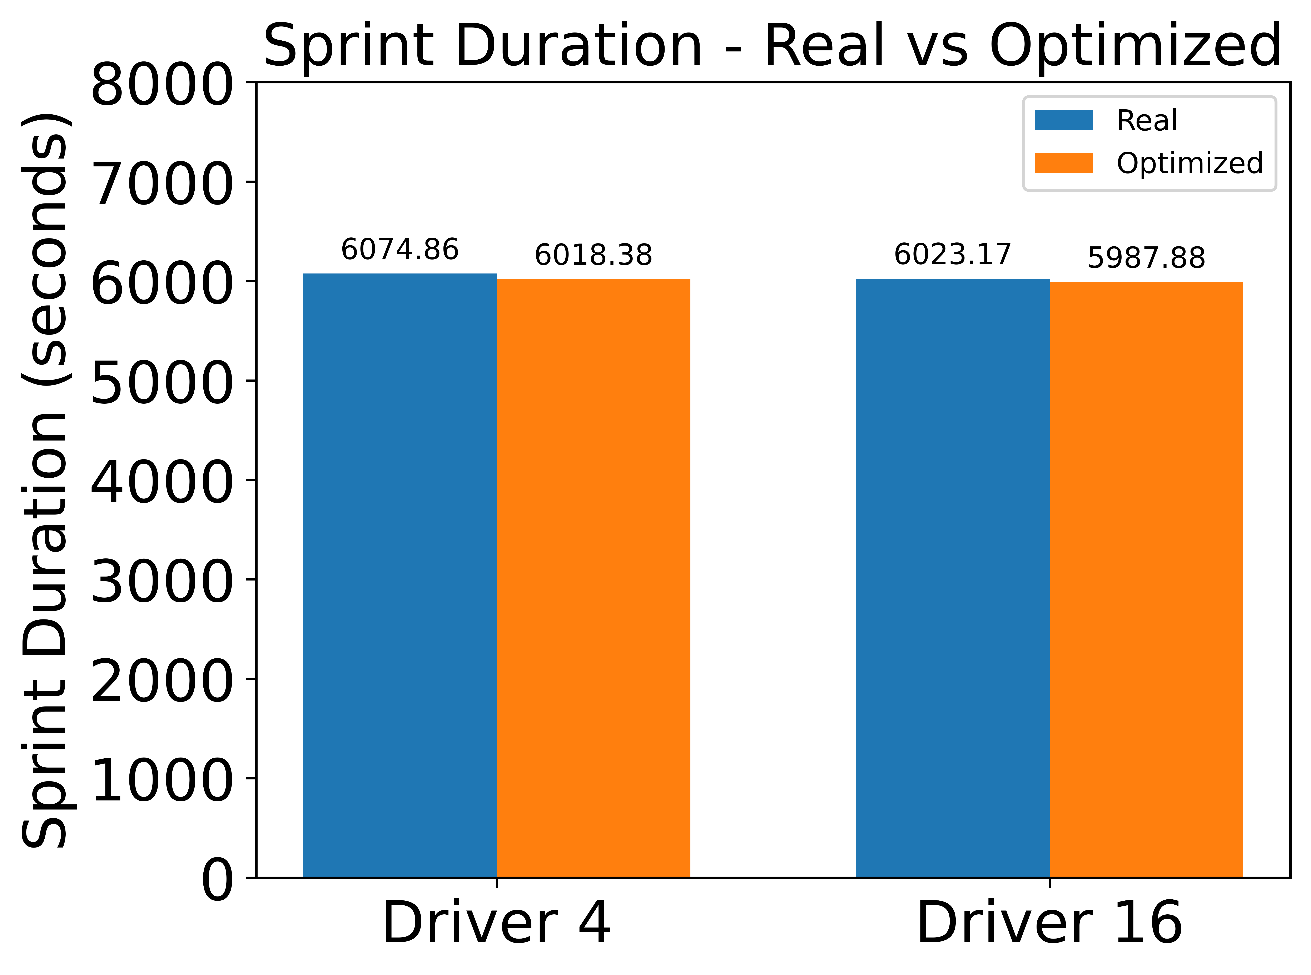 Sprint Duration - Real vs Optimized
Sprint Duration (seconds)
8000
7000
6000
5000
4000
3000
2000
1000
0
Real
Optimized
6074.86
6018.38
6023.17
5987.88
Driver 4
Driver 16